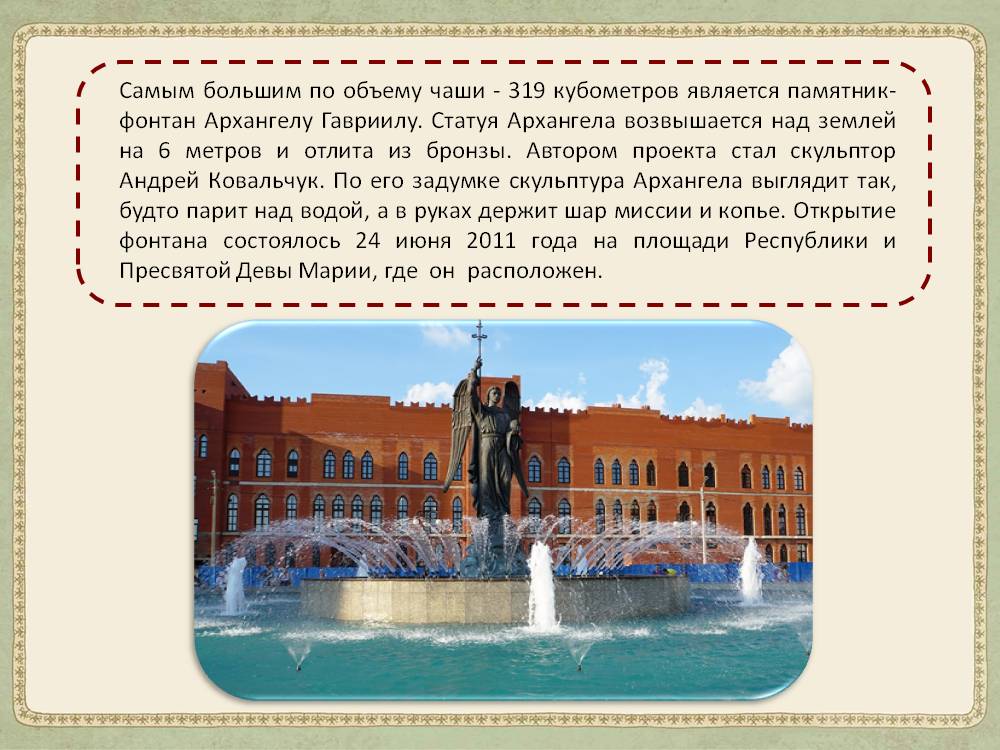 Самым большим по объему чаши - 319 кубометров является памятник-
фонтан Архангелу Гавриилу. Статуя Архангела возвышается над землей
на 6 метров и отлита из бронзы. Автором проекта стал скульптор
Андрей Ковальчук. По его задумке скульптура Архангела выглядит так,
будто парит над водой, а в руках держит шар миссии и копье. Открытие
фонтана состоялось 24 июня 2011 года на площади Республики и
Пресвятой Девы Марии, где он расположен.